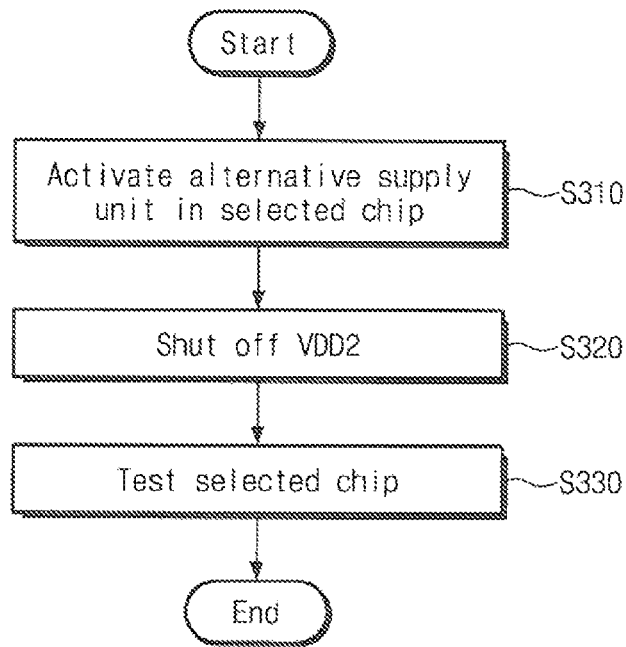 Start
Activate alternative supply
unit in selected chip
S310
Shut off VDD2
S320
Test selected chip
S330
End